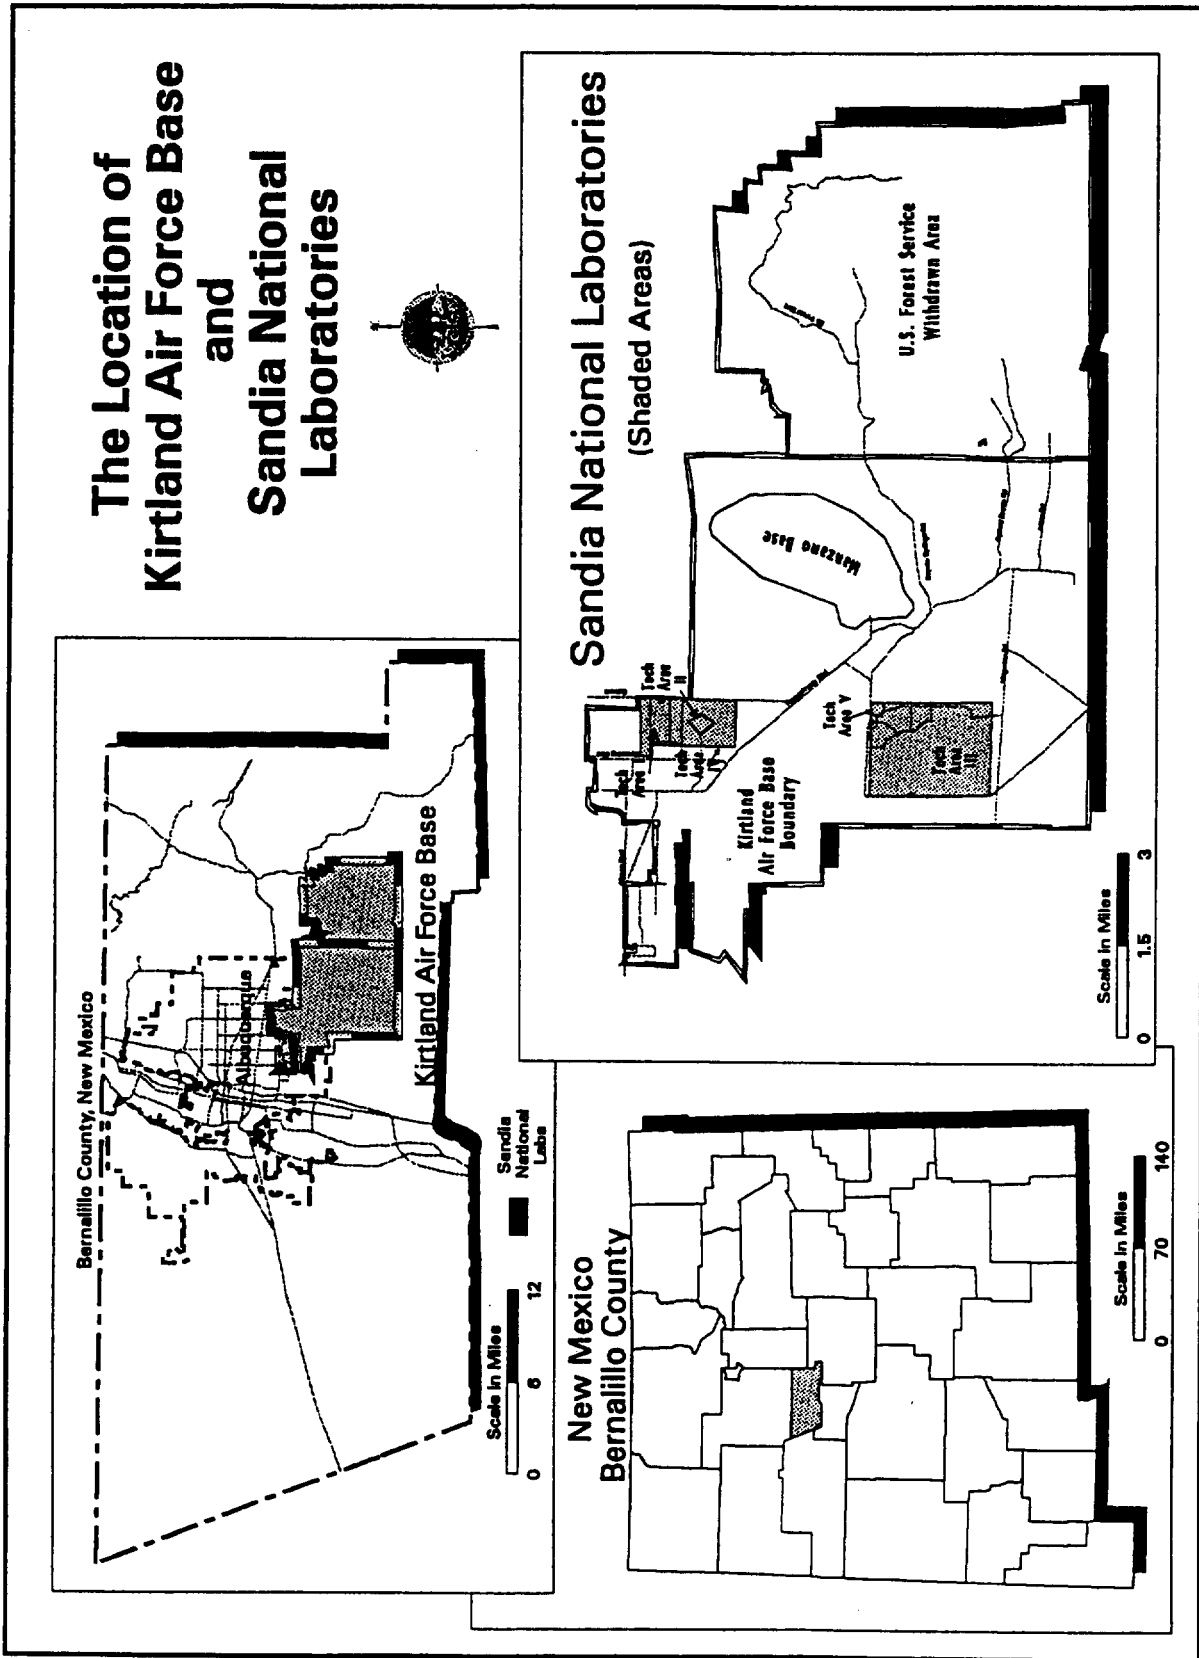 The Location of
Kirtland Air Force Base
and
Sandia National
Laboratories
Bernalillo County, New Mexico
Albuquerque
Kirtland Air Force Base
Scale in Miles
0 6 12
Sandia
National
Labs
New Mexico
Bernalillo County
Scale in Miles
0 70 140
Sandia National Laboratories
(Shaded Areas)
Tech
Area
II
Tech
Area
Tech
Area
IV
Tech
Area V
Tech
Area
III
Kirtland
Air Force Base
Boundary
Manzano Base
U.S. Forest Service
Withdrawn Area
Scale in Miles
0 1.5 3